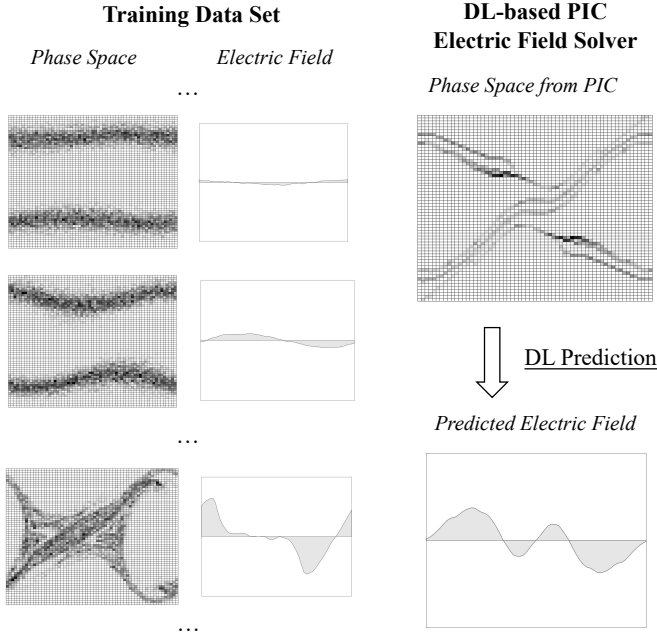 Training Data Set
Phase Space
Electric Field
...
...
...
DL-based PIC
Electric Field Solver
Phase Space from PIC
DL Prediction
Predicted Electric Field